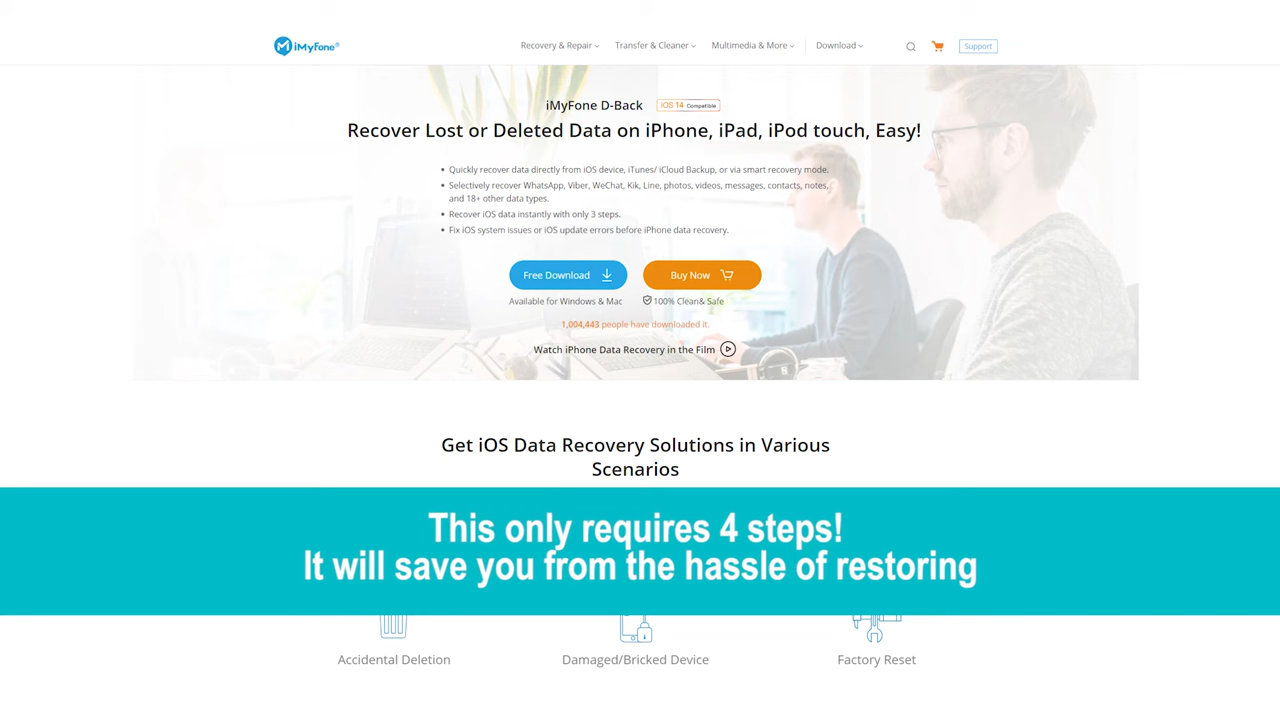 iMyFone®
Recovery & Repair
Transfer & Cleaner
Multimedia & More
Download
Support
iMyFone D-Back
iOS 14 Compatible
Recover Lost or Deleted Data on iPhone, iPad, iPod touch, Easy!
Quickly recover data directly from iOS device, iTunes/ iCloud Backup, or via smart recovery mode.
Selectively recover WhatsApp, Viber, WeChat, Kik, Line, photos, videos, messages, contacts, notes,
and 18+ other data types.
Recover iOS data instantly with only 3 steps.
Fix iOS system issues or iOS update errors before iPhone data recovery.
Free Download
Buy Now
Available for Windows & Mac
100% Clean& Safe
1,004,443 people have downloaded it.
Watch iPhone Data Recovery in the Film
Get iOS Data Recovery Solutions in Various
Scenarios
This only requires 4 steps!
It will save you from the hassle of restoring
Accidental Deletion
Damaged/Bricked Device
Factory Reset